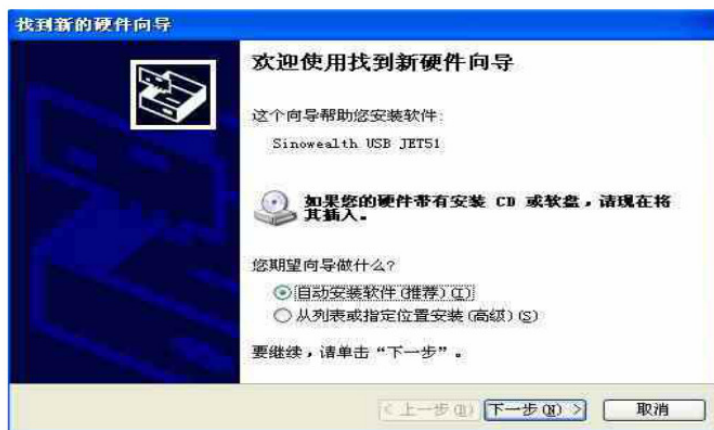 找到新的硬件向导
欢迎使用找到新硬件向导
这个向导帮助您安装软件:
Sinowealth USB JET51
如果您的硬件带有安装 CD 或软盘，请现在将
其插入。
您期望向导做什么?
自动安装软件(推荐)(I)
从列表或指定位置安装(高级)(S)
要继续，请单击“下一步”。
< 上一步(B)
下一步(N) >
取消